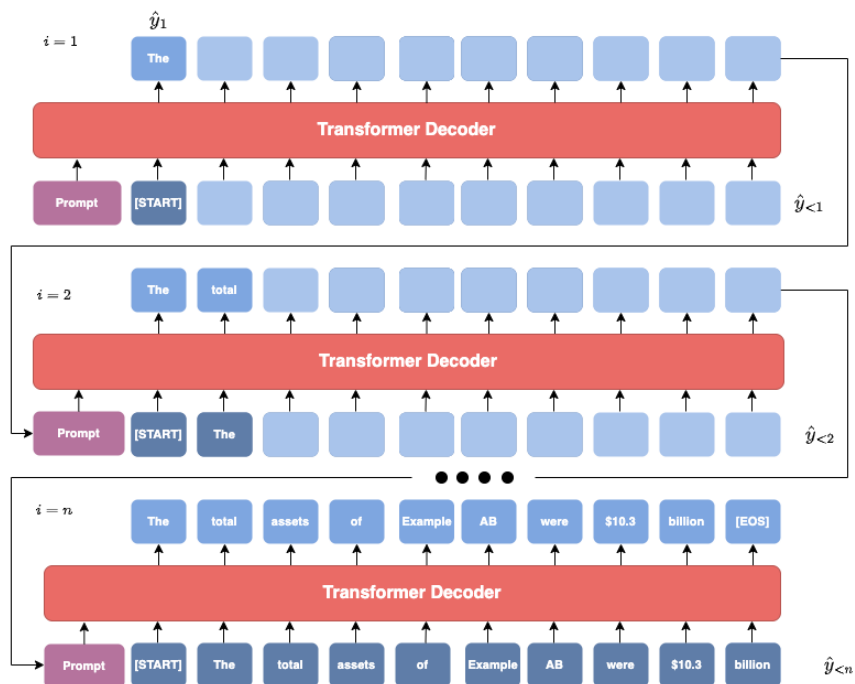 ŷ₁
i = 1
The
Transformer Decoder
Prompt [START]
ŷ<1
i = 2
The total
Transformer Decoder
Prompt [START] The
ŷ<2
i = n
The total assets of Example AB were $10.3 billion [EOS]
Transformer Decoder
Prompt [START] The total assets of Example AB were $10.3 billion
ŷ<n